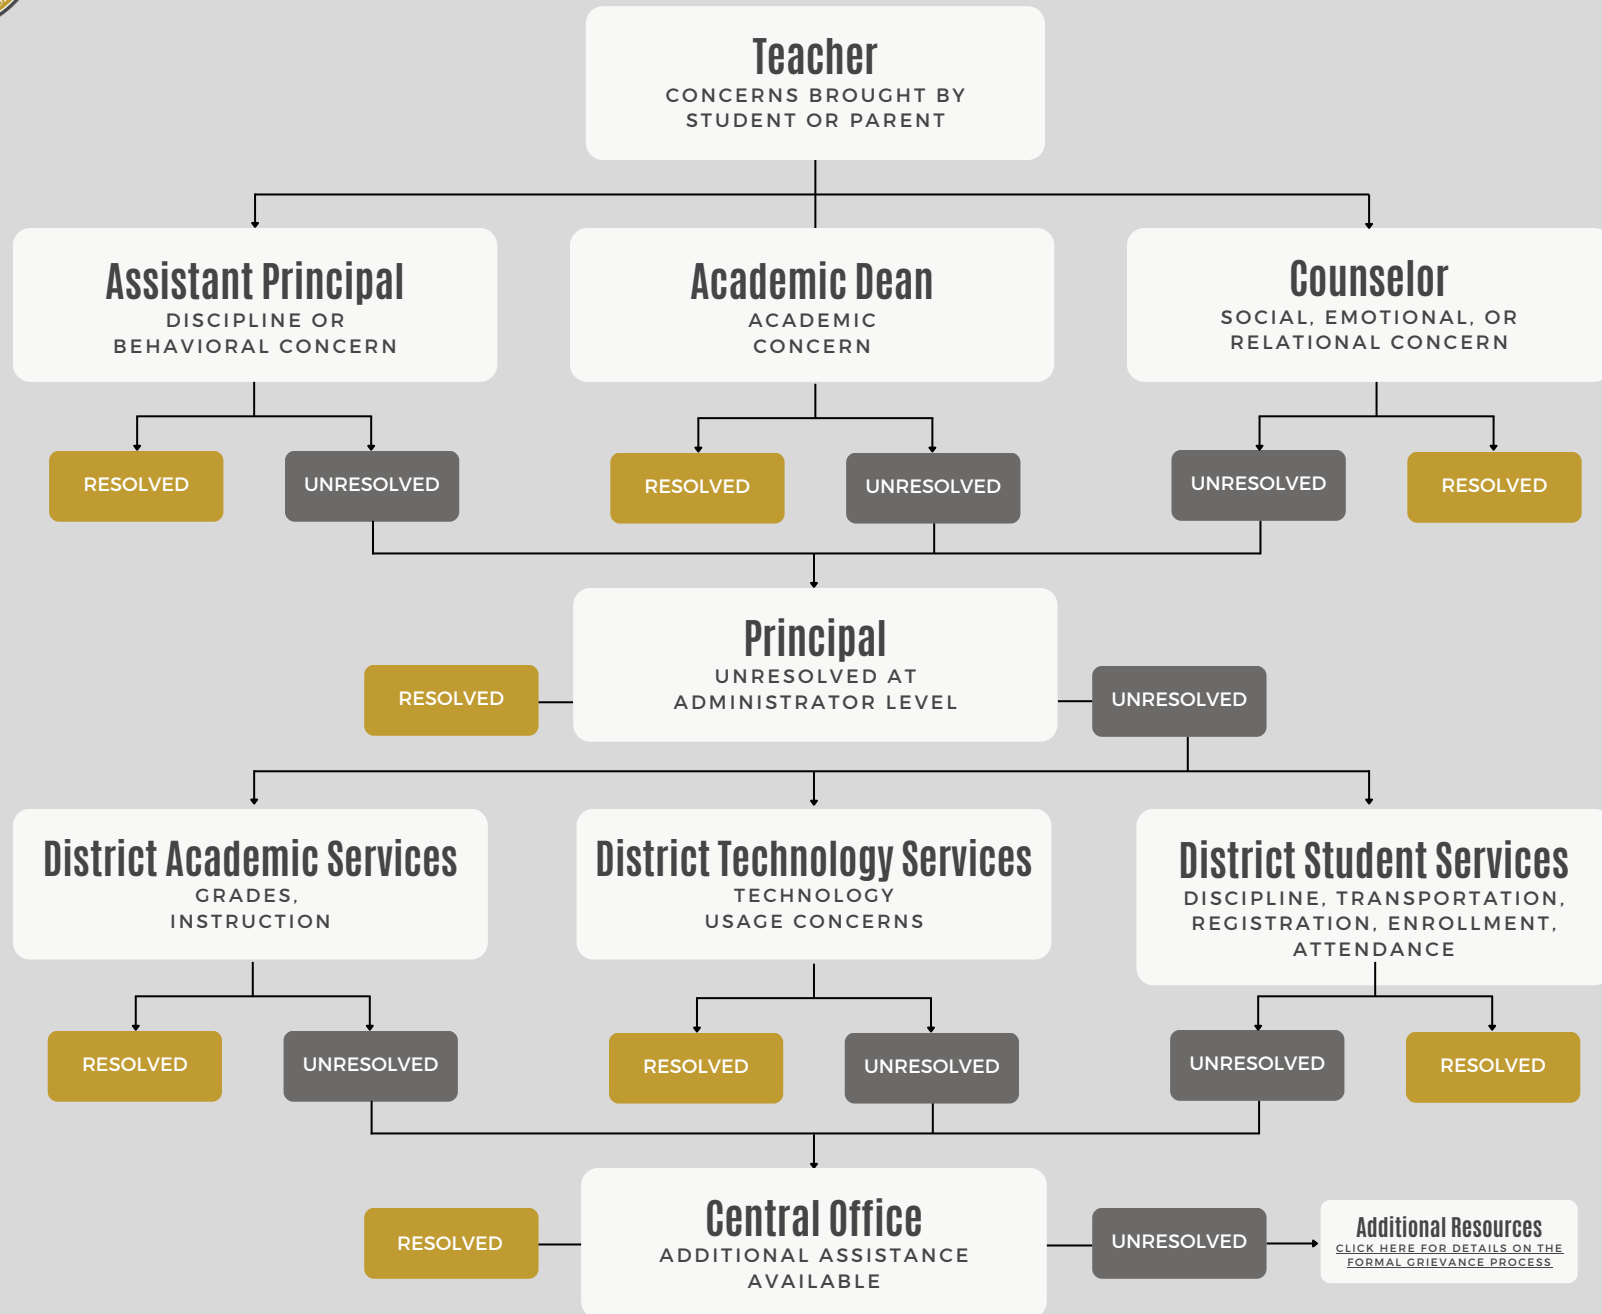 Teacher
CONCERNS BROUGHT BY
STUDENT OR PARENT
Assistant Principal
DISCIPLINE OR
BEHAVIORAL CONCERN
Academic Dean
ACADEMIC
CONCERN
Counselor
SOCIAL, EMOTIONAL, OR
RELATIONAL CONCERN
RESOLVED
UNRESOLVED
RESOLVED
UNRESOLVED
UNRESOLVED
RESOLVED
Principal
UNRESOLVED AT
ADMINISTRATOR LEVEL
RESOLVED
UNRESOLVED
District Academic Services
GRADES,
INSTRUCTION
District Technology Services
TECHNOLOGY
USAGE CONCERNS
District Student Services
DISCIPLINE, TRANSPORTATION,
REGISTRATION, ENROLLMENT,
ATTENDANCE
RESOLVED
UNRESOLVED
RESOLVED
UNRESOLVED
UNRESOLVED
RESOLVED
Central Office
ADDITIONAL ASSISTANCE
AVAILABLE
RESOLVED
UNRESOLVED
Additional Resources
CLICK HERE FOR DETAILS ON THE
FORMAL GRIEVANCE PROCESS